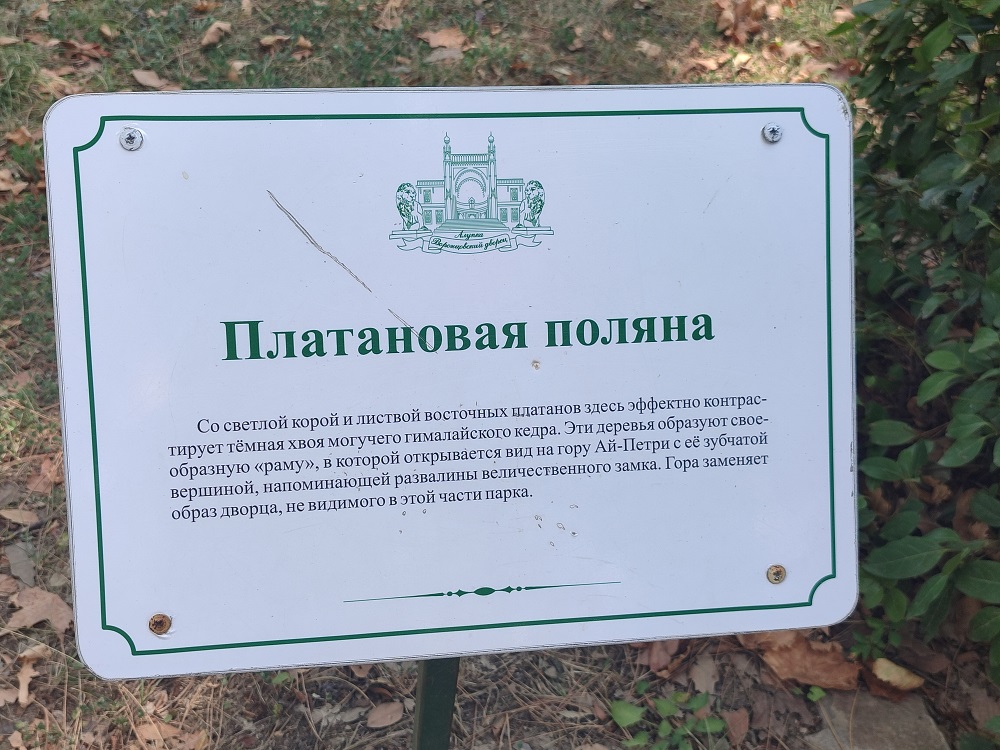 Алупка
Воронцовский дворец
Платановая поляна
Со светлой корой и листвой восточных платанов здесь эффектно контрас-
тирует тёмная хвоя могучего гималайского кедра. Эти деревья образуют свое-
образную «раму», в которой открывается вид на гору Ай-Петри с её зубчатой
вершиной, напоминающей развалины величественного замка. Гора заменяет
образ дворца, не видимого в этой части парка.